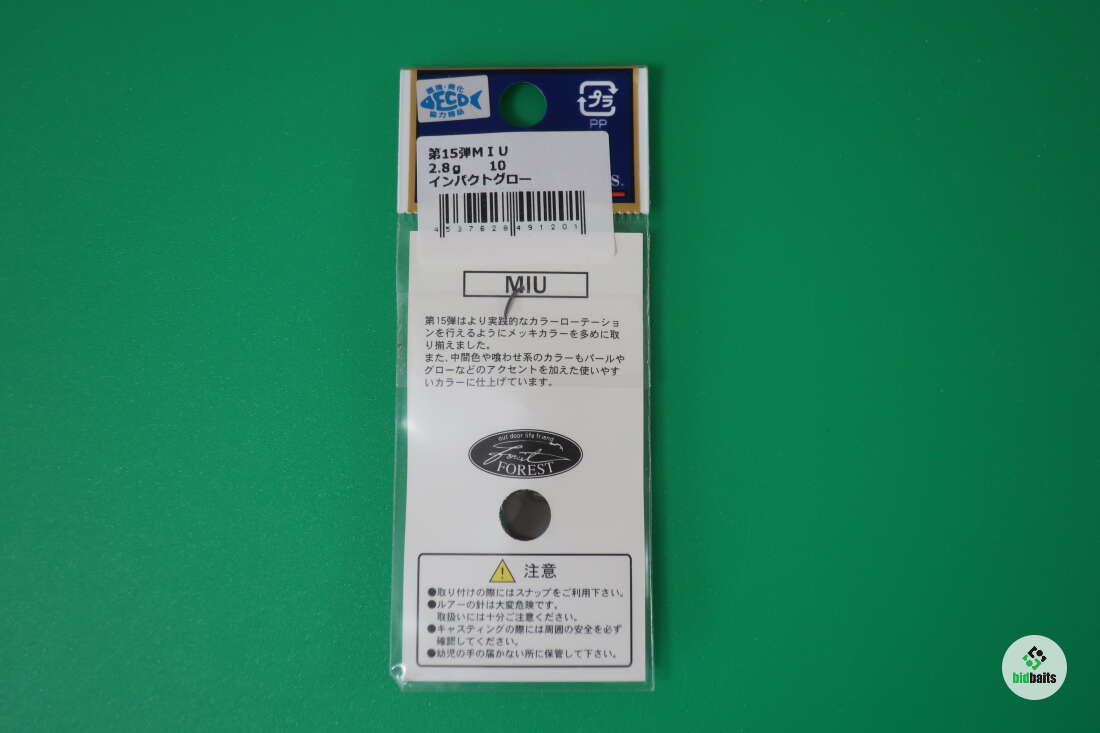 ECO
協力商品
プラ
PP
第15弾MIU
2.8g 10
インパクトグロー
S
4537628491201
MIU
第15弾はより実践的なカラーローテーショ
ンを行えるようにメッキカラーを多めに取
り揃えました。
また、中間色や喰わせ系のカラーもパールや
グローなどのアクセントを加えた使いやす
いカラーに仕上げています。
out door life friend
Forest
FOREST
注意
●取り付けの際にはスナップをご利用下さい。
●ルアーの針は大変危険です。
取扱いには十分ご注意ください。
●キャスティングの際には周囲の安全を必ず
確認してください。
●幼児の手の届かない所に保管して下さい。
bidbaits